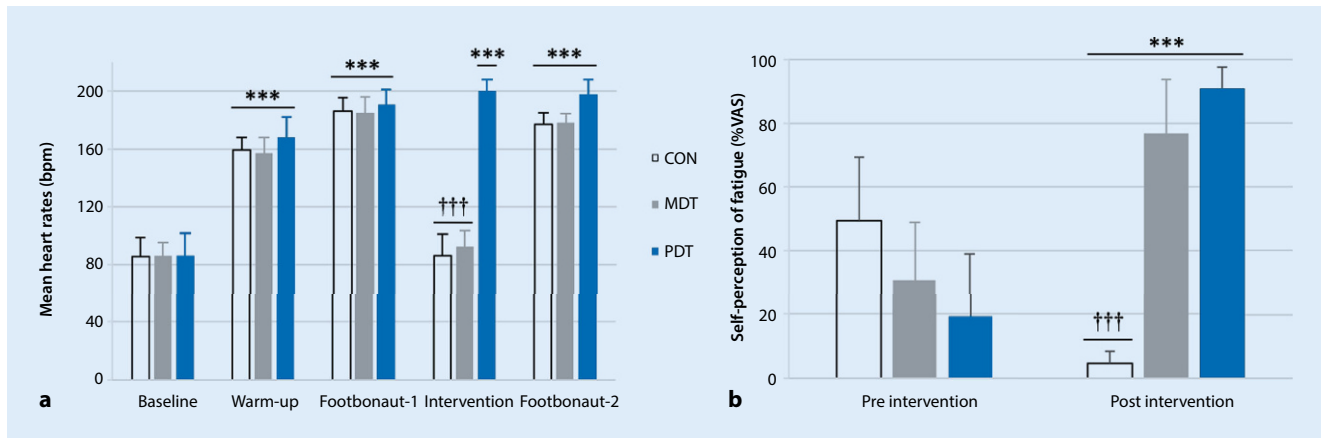 ***
***
***
***
†††
Mean heart rates (bpm)
200
160
120
80
40
0
Baseline
Warm-up
Footbonaut-1
Intervention
Footbonaut-2
a
CON
MDT
PDT
***
†††
Self-perception of fatigue (%VAS)
100
80
60
40
20
0
Pre intervention
Post intervention
b